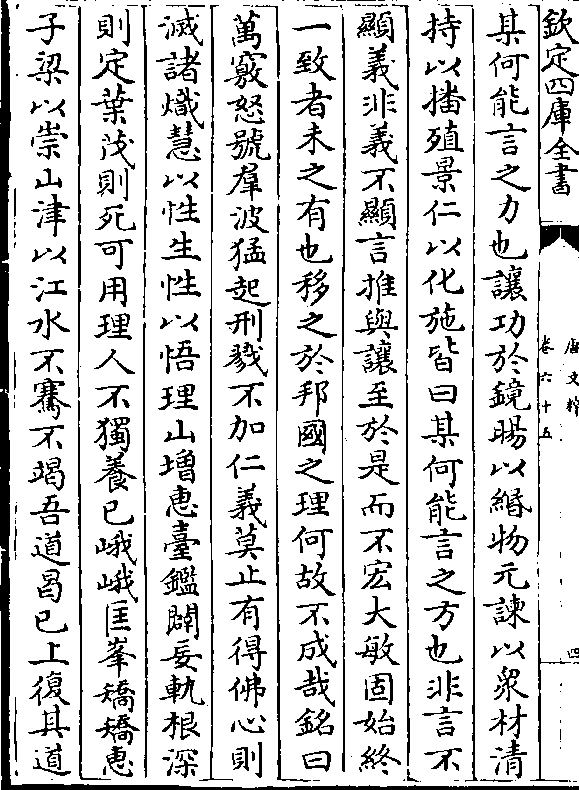 欽定四庫全書
唐文粹
卷六十五
四
某何能言之力也讓功於鏡暘以緡物元諫以衆材清
持以播殖景仁以化施皆曰某何能言之方也非言不
顯義非義不顯言推與讓至於是而不宏大敏固始終
一致者未之有也移之於邦國之理何故不成哉銘曰
萬竅怒號羣波猛起刑戮不加仁義莫止有得佛心則
滅諸熾慧以性生性以悟理山增惠臺鑑闢妄軌根深
則定葉茂則死可用理人不獨養已峨峨匡峯矯矯惠
子梁以崇山津以江水不騫不竭吾道曷已上復其道